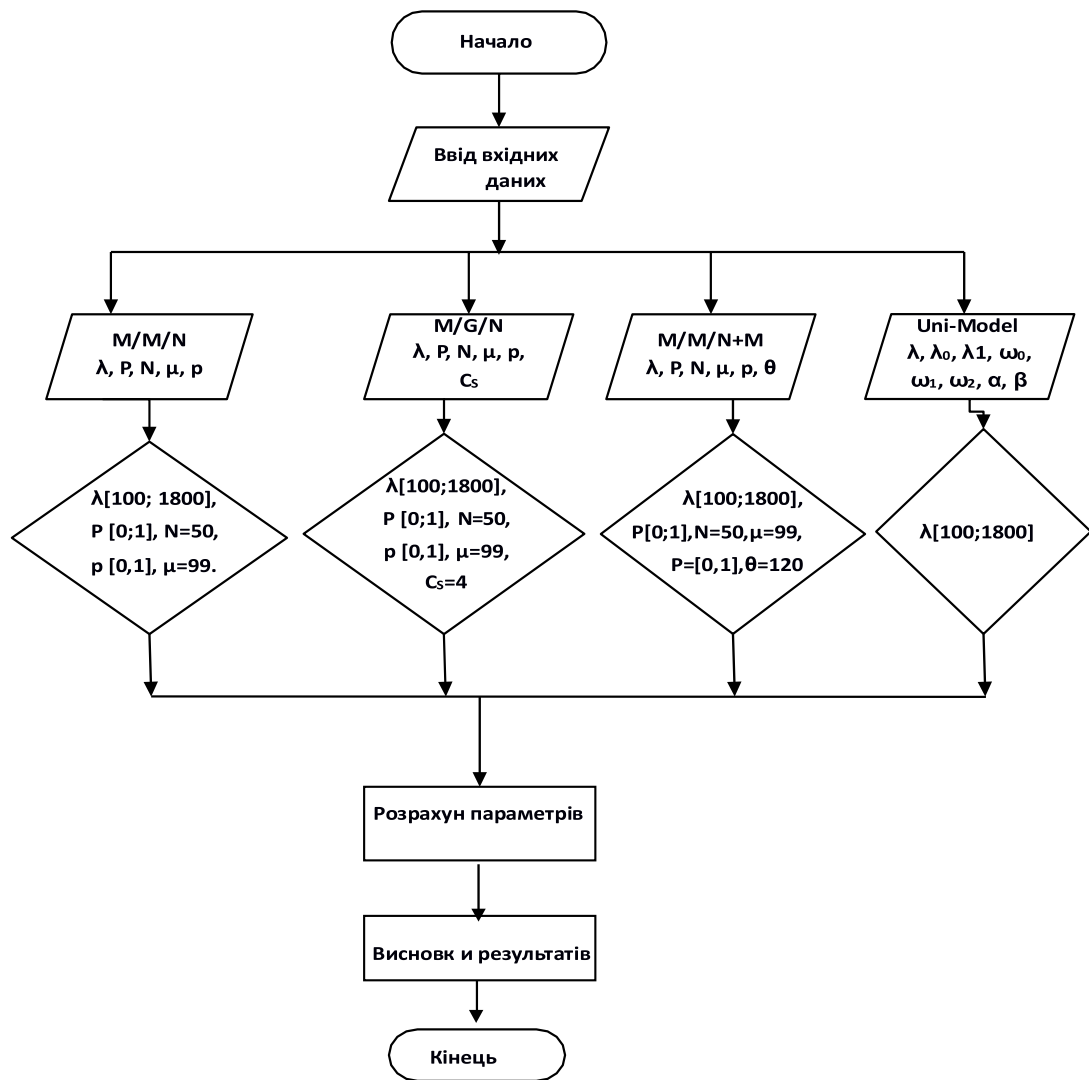 Начало
Ввід вхідних
даних
M/M/N
λ, P, N, μ, p
M/G/N
λ, P, N, μ, p,
Cs
M/M/N+M
λ, P, N, μ, p, θ
Uni-Model
λ, λ₀, λ1, ω₀,
ω₁, ω₂, α, β
λ[100; 1800],
P [0;1], N=50,
p [0,1], μ=99.
λ[100;1800],
P [0;1], N=50,
p [0,1], μ=99,
Cs=4
λ[100;1800],
P[0;1],N=50,μ=99,
P=[0,1],θ=120
λ[100;1800]
Розрахун параметрів
Висновк и результатів
Кінець